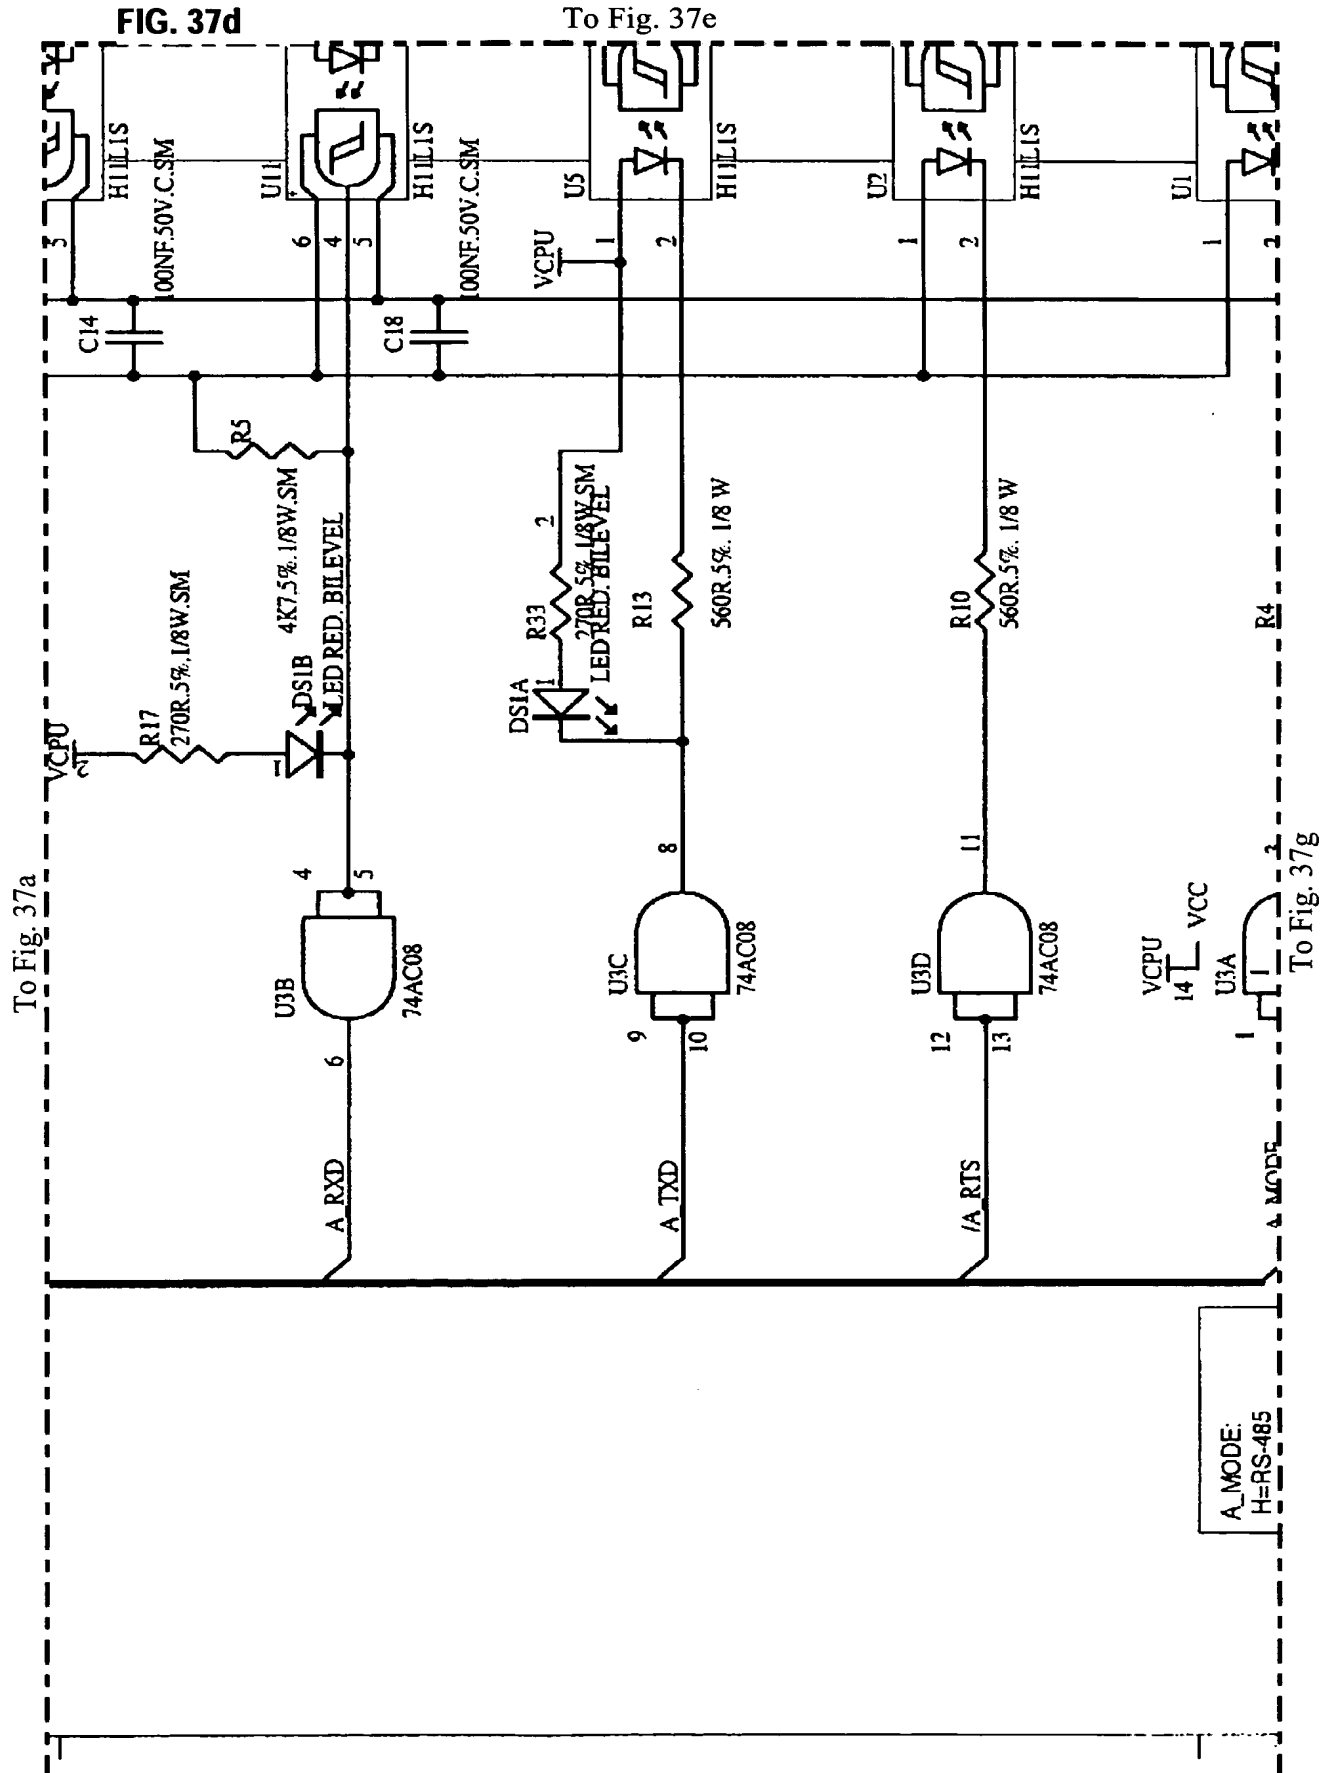 FIG. 37d
To Fig. 37e
To Fig. 37a
To Fig. 37g
H11L1S
100NF.50V.C.SM
U11
H11L1S
100NF.50V.C.SM
U5
H11L1S
U2
H11L1S
U1
6
4
5
1
2
1
2
1
2
VCPU
C14
C18
R5
4K7.5%.1/8W.SM
LED RED. BILEVEL
DS1B
1
R17
270R.5%.1/8W.SM
VCPU
2
2
R33
270R.5%.1/8W.SM
LED RED. BILEVEL
1
DS1A
R13
560R.5%. 1/8 W
R10
560R.5%. 1/8 W
R4
4
5
U3B
74AC08
6
A_RXD
8
U3C
74AC08
9
10
A_TXD
11
U3D
74AC08
12
13
/A_RTS
VCPU
14
VCC
U3A
1
A_MODE
A_MODE:
H=RS-485